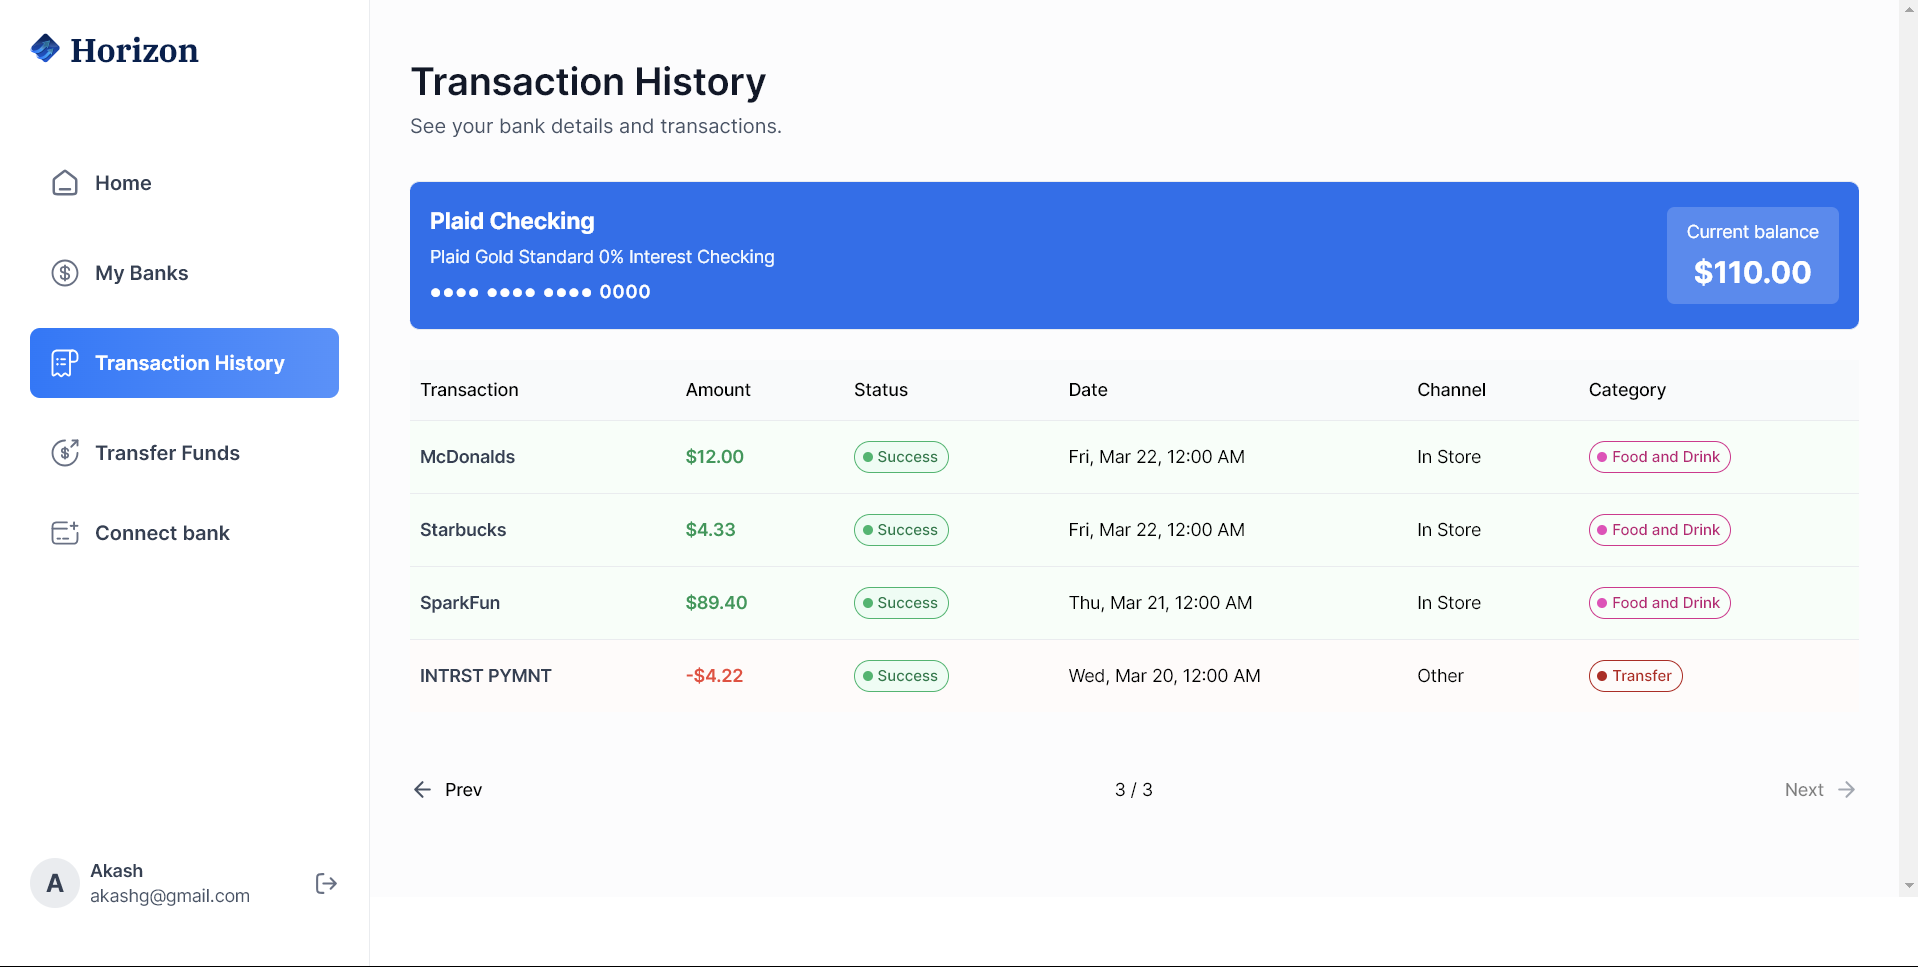 Horizon
Home
My Banks
Transaction History
Transfer Funds
Connect bank
A
Akash
akashg@gmail.com
Transaction History
See your bank details and transactions.
Plaid Checking
Plaid Gold Standard 0% Interest Checking
●●●● ●●●● ●●●● 0000
Current balance
$110.00
Transaction Amount Status Date Channel Category
McDonalds $12.00 Success Fri, Mar 22, 12:00 AM In Store Food and Drink
Starbucks $4.33 Success Fri, Mar 22, 12:00 AM In Store Food and Drink
SparkFun $89.40 Success Thu, Mar 21, 12:00 AM In Store Food and Drink
INTRST PYMNT -$4.22 Success Wed, Mar 20, 12:00 AM Other Transfer
Prev 3 / 3 Next